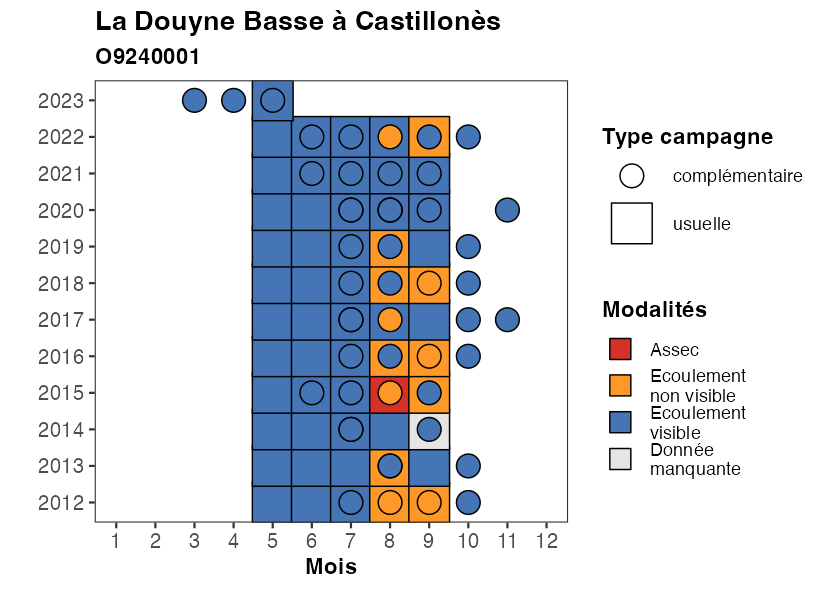 La Douyne Basse à Castillonès
O9240001
2023
2022
2021
2020
2019
2018
2017
2016
2015
2014
2013
2012
1 2 3 4 5 6 7 8 9 10 11 12
Mois
Type campagne
complémentaire
usuelle
Modalités
Assec
Ecoulement
non visible
Ecoulement
visible
Donnée
manquante